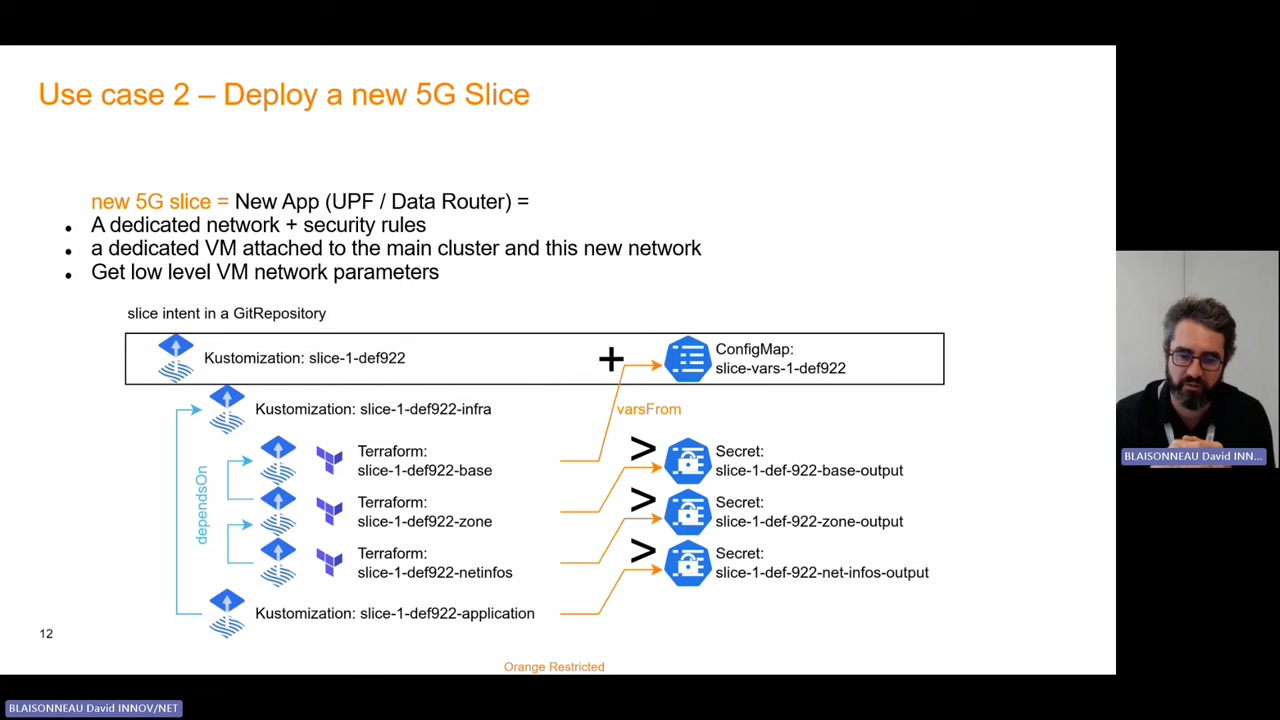 Use case 2 – Deploy a new 5G Slice
new 5G slice = New App (UPF / Data Router) =
• A dedicated network + security rules
• a dedicated VM attached to the main cluster and this new network
• Get low level VM network parameters
slice intent in a GitRepository
Kustomization: slice-1-def922
+
ConfigMap:
slice-vars-1-def922
Kustomization: slice-1-def922-infra
varsFrom
dependsOn
Terraform:
slice-1-def922-base
>
Secret:
slice-1-def-922-base-output
Terraform:
slice-1-def922-zone
>
Secret:
slice-1-def-922-zone-output
Terraform:
slice-1-def922-netinfos
>
Secret:
slice-1-def-922-net-infos-output
Kustomization: slice-1-def922-application
12
Orange Restricted
BLAISONNEAU David INN...
BLAISONNEAU David INNOV/NET